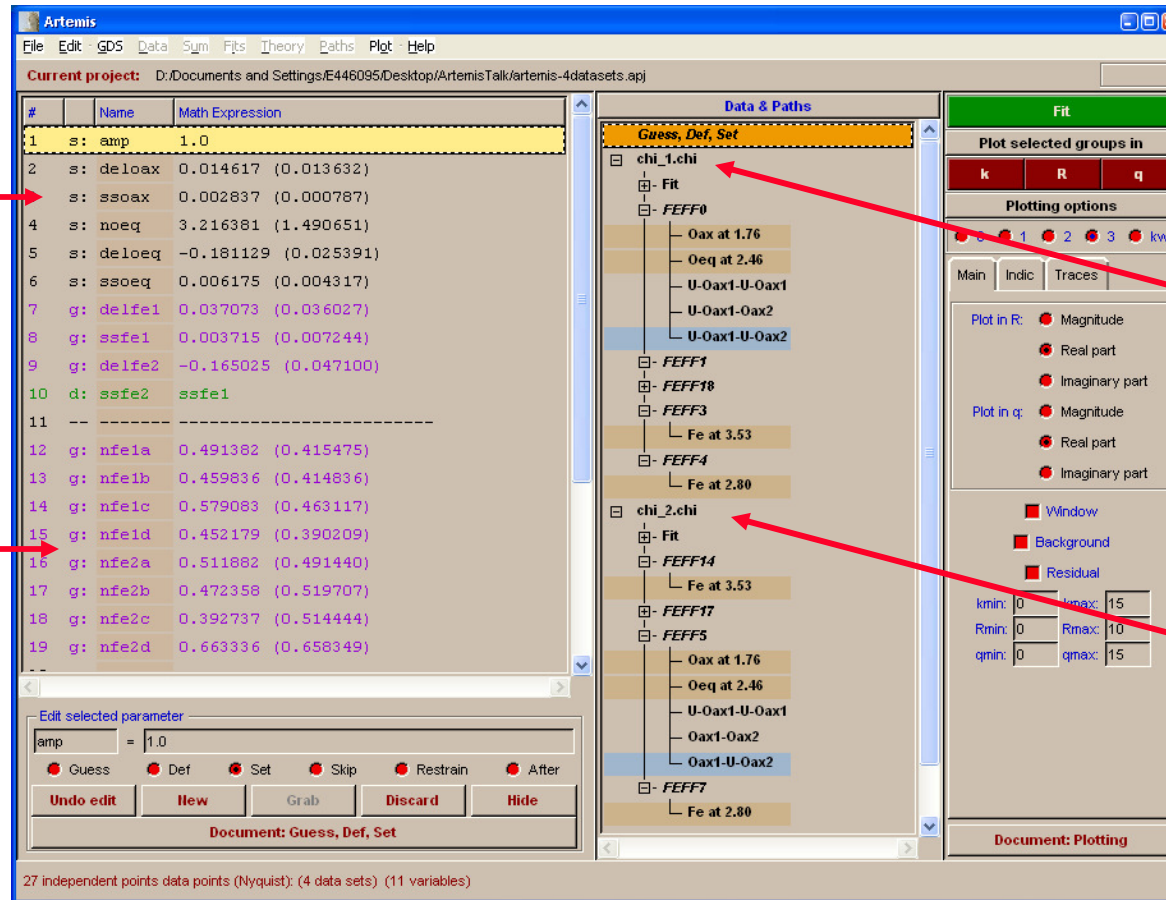 Artemis
File Edit GDS Data Sum Fits Theory Paths Plot Help
Current project: D:/Documents and Settings/E446095/Desktop/ArtemisTalk/artemis-4datasets.apj
# Name Math Expression
1 s: amp 1.0
2 s: deloax 0.014617 (0.013632)
s: ssoax 0.002837 (0.000787)
4 s: noeq 3.216381 (1.490651)
5 s: deloeq -0.181129 (0.025391)
6 s: ssoeq 0.006175 (0.004317)
7 g: delfe1 0.037073 (0.036027)
8 g: ssfe1 0.003715 (0.007244)
9 g: delfe2 -0.165025 (0.047100)
10 d: ssfe2 ssfe1
11 -- ------- -------------------------
12 g: nfe1a 0.491382 (0.415475)
13 g: nfe1b 0.459836 (0.414836)
14 g: nfe1c 0.579083 (0.463117)
15 g: nfe1d 0.452179 (0.390209)
16 g: nfe2a 0.511882 (0.491440)
17 g: nfe2b 0.472358 (0.519707)
18 g: nfe2c 0.392737 (0.514444)
19 g: nfe2d 0.663336 (0.658349)
Edit selected parameter
amp = 1.0
Guess Def Set Skip Restrain After
Undo edit New Grab Discard Hide
Document: Guess, Def, Set
Data & Paths
Guess, Def, Set
chi_1.chi
Fit
FEFF0
Oax at 1.76
Oeq at 2.46
U-Oax1-U-Oax1
U-Oax1-Oax2
U-Oax1-U-Oax2
FEFF1
FEFF18
FEFF3
Fe at 3.53
FEFF4
Fe at 2.80
chi_2.chi
Fit
FEFF14
Fe at 3.53
FEFF17
FEFF5
Oax at 1.76
Oeq at 2.46
U-Oax1-U-Oax1
Oax1-Oax2
Oax1-U-Oax2
FEFF7
Fe at 2.80
Fit
Plot selected groups in
k R q
Plotting options
0 1 2 3 kw
Main Indic Traces
Plot in R: Magnitude
Real part
Imaginary part
Plot in q: Magnitude
Real part
Imaginary part
Window
Background
Residual
kmin: 0 kmax: 15
Rmin: 0 Rmax: 10
qmin: 0 qmax: 15
Document: Plotting
27 independent points data points (Nyquist): (4 data sets) (11 variables)